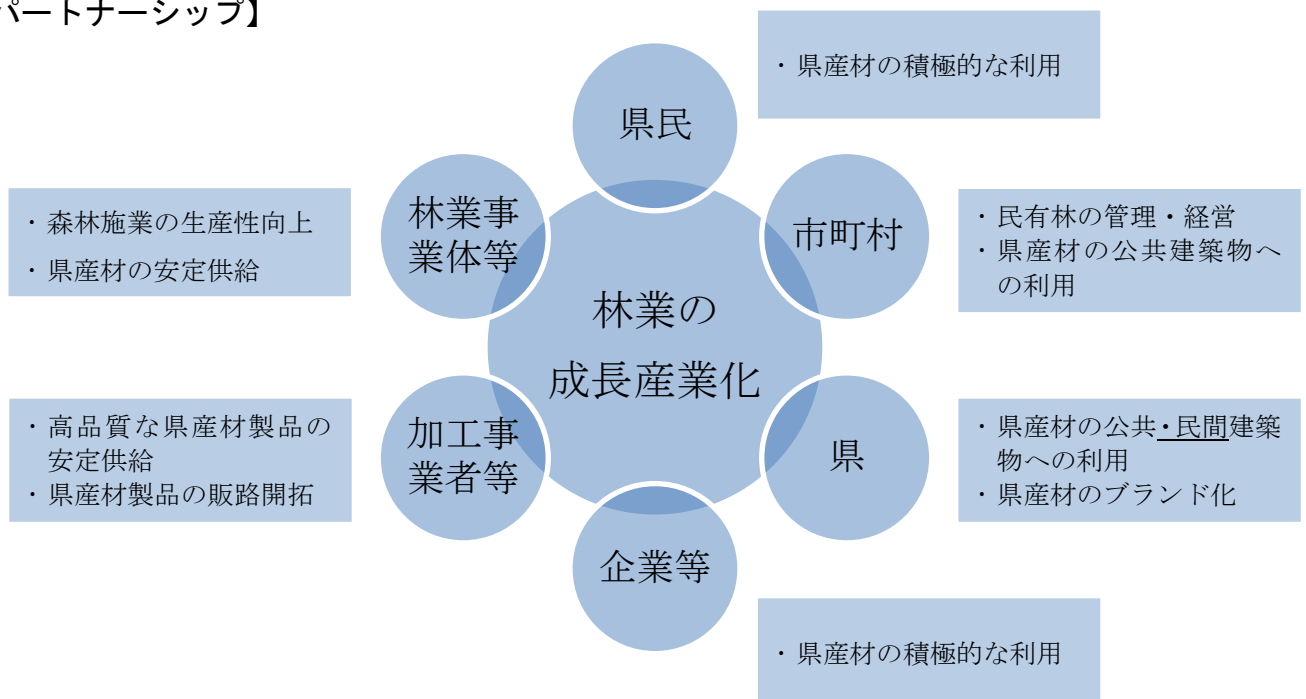 パートナーシップ】
・県産材の積極的な利用
県民
林業事
業体等
・森林施業の生産性向上
・県産材の安定供給
市町村
・民有林の管理・経営
・県産材の公共建築物へ
の利用
林業の
成長産業化
加工事
業者等
・高品質な県産材製品の
安定供給
・県産材製品の販路開拓
県
・県産材の公共・民間建築
物への利用
・県産材のブランド化
企業等
・県産材の積極的な利用